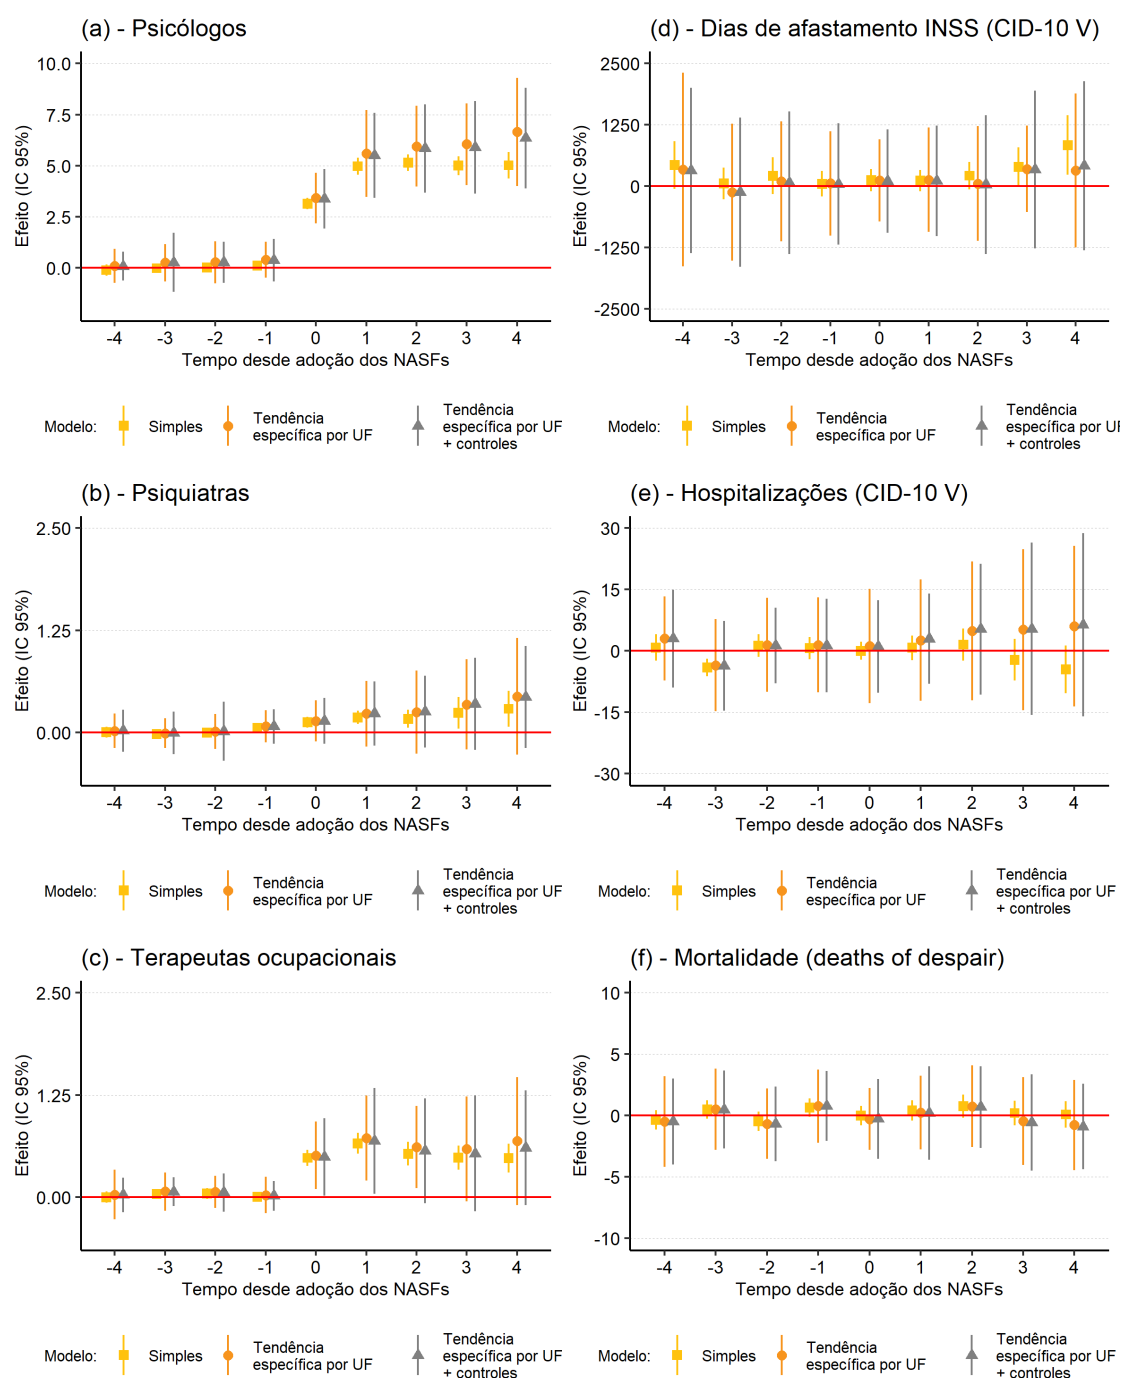 (a) - Psicólogos
Efeito (IC 95%)
10.0
7.5
5.0
2.5
0.0
-4 -3 -2 -1 0 1 2 3 4
Tempo desde adoção dos NASFs
Modelo: Simples Tendência
específica por UF Tendência
específica por UF
+ controles
(d) - Dias de afastamento INSS (CID-10 V)
Efeito (IC 95%)
2500
1250
0
-1250
-2500
-4 -3 -2 -1 0 1 2 3 4
Tempo desde adoção dos NASFs
Modelo: Simples Tendência
específica por UF Tendência
específica por UF
+ controles
(b) - Psiquiatras
Efeito (IC 95%)
2.50
1.25
0.00
-4 -3 -2 -1 0 1 2 3 4
Tempo desde adoção dos NASFs
Modelo: Simples Tendência
específica por UF Tendência
específica por UF
+ controles
(e) - Hospitalizações (CID-10 V)
Efeito (IC 95%)
30
15
0
-15
-30
-4 -3 -2 -1 0 1 2 3 4
Tempo desde adoção dos NASFs
Modelo: Simples Tendência
específica por UF Tendência
específica por UF
+ controles
(c) - Terapeutas ocupacionais
Efeito (IC 95%)
2.50
1.25
0.00
-4 -3 -2 -1 0 1 2 3 4
Tempo desde adoção dos NASFs
Modelo: Simples Tendência
específica por UF Tendência
específica por UF
+ controles
(f) - Mortalidade (deaths of despair)
Efeito (IC 95%)
10
5
0
-5
-10
-4 -3 -2 -1 0 1 2 3 4
Tempo desde adoção dos NASFs
Modelo: Simples Tendência
específica por UF Tendência
específica por UF
+ controles